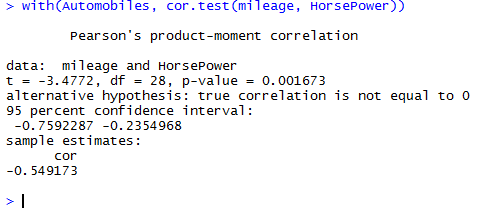 > with(Automobiles, cor.test(mileage, HorsePower))
Pearson's product-moment correlation
data:  mileage and HorsePower
t = -3.4772, df = 28, p-value = 0.001673
alternative hypothesis: true correlation is not equal to 0
95 percent confidence interval:
 -0.7592287 -0.2354968
sample estimates:
cor
-0.549173
>